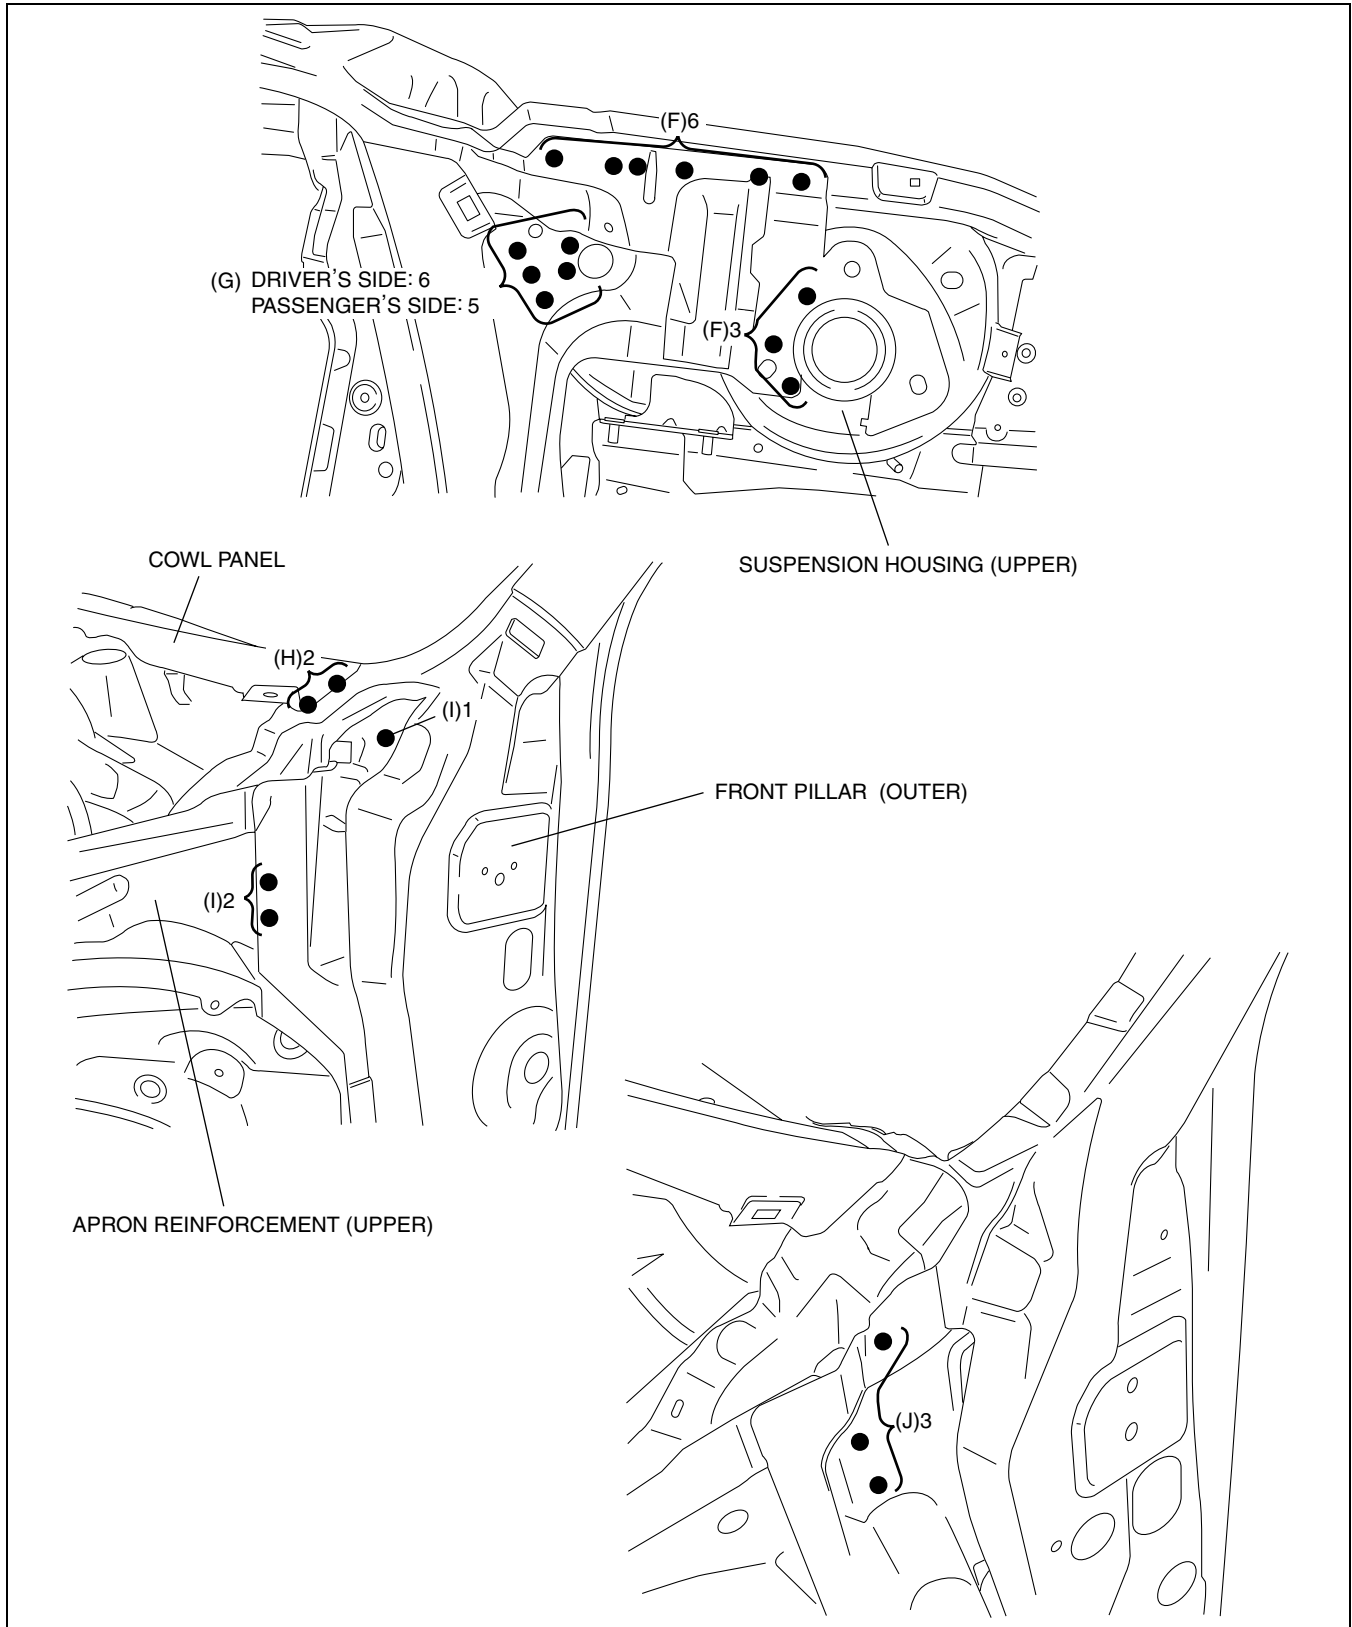 (F)6
(G) DRIVER'S SIDE: 6
PASSENGER'S SIDE: 5
(F)3
SUSPENSION HOUSING (UPPER)
COWL PANEL
(H)2
(I)1
FRONT PILLAR (OUTER)
(I)2
APRON REINFORCEMENT (UPPER)
(J)3